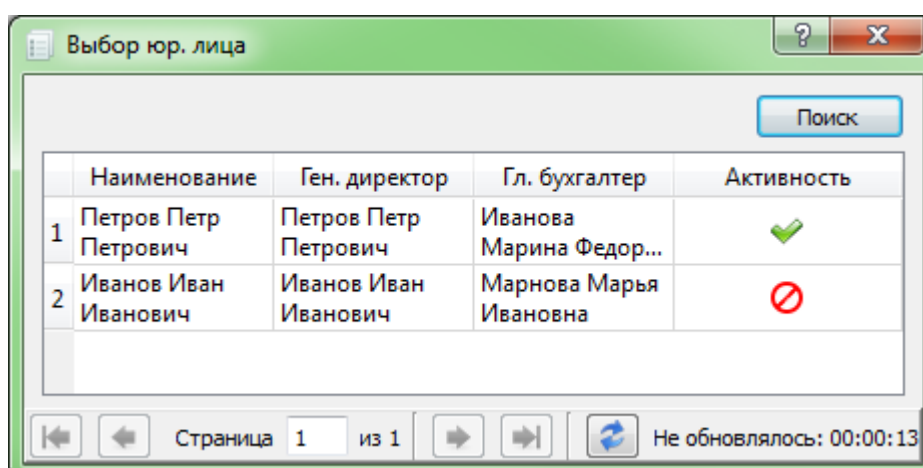 Выбор юр. лица
Поиск
Наименование Ген. директор Гл. бухгалтер Активность
1 Петров Петр Петрович Петров Петр Петрович Иванова Марина Федор...
2 Иванов Иван Иванович Иванов Иван Иванович Марнова Марья Ивановна
Страница 1 из 1 Не обновлялось: 00:00:13